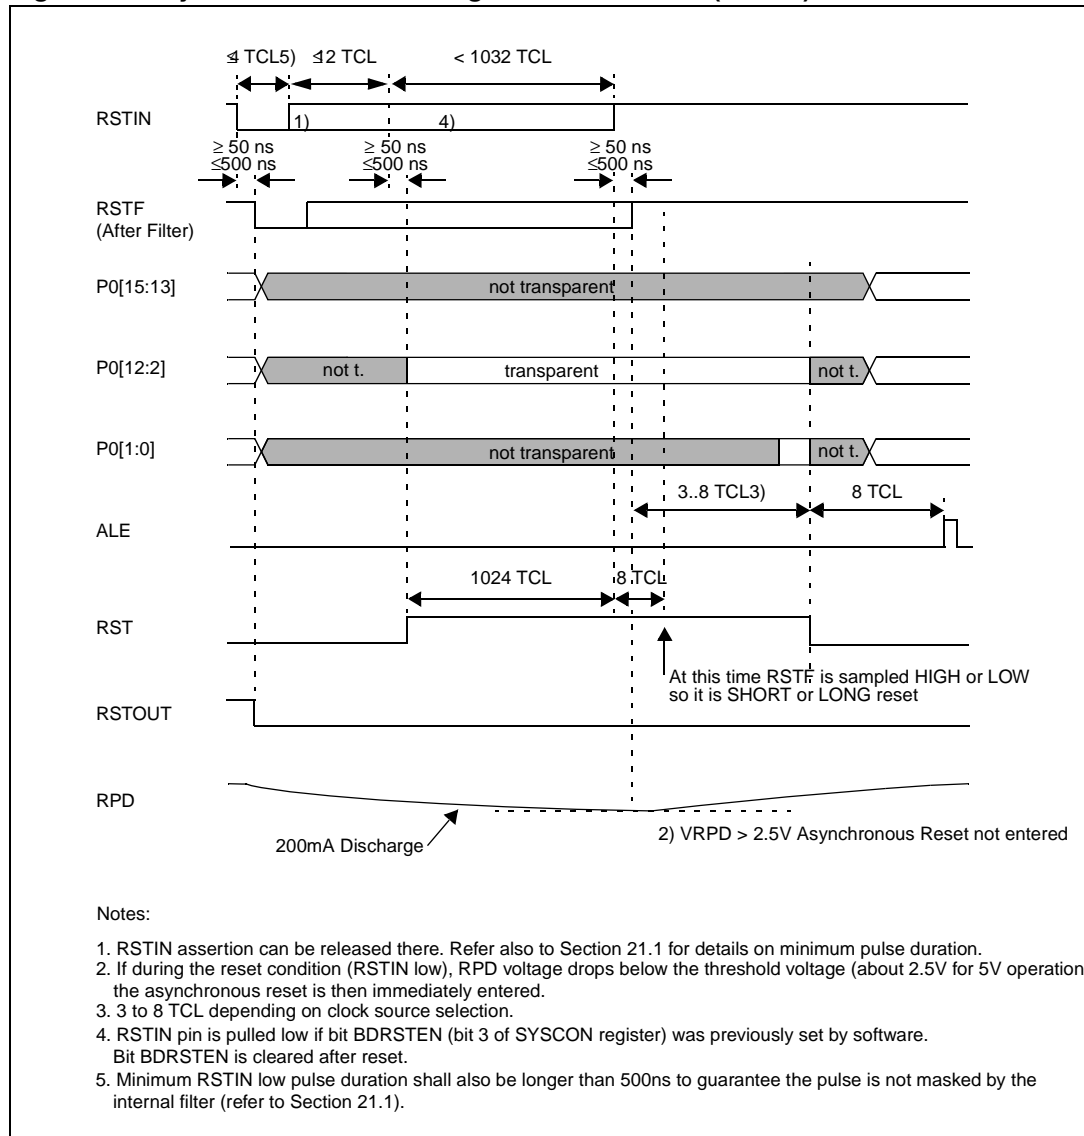 ≤4 TCL5) ≤12 TCL < 1032 TCL
RSTIN
1) 4)
≥ 50 ns ≥ 50 ns ≥ 50 ns
≤500 ns ≤500 ns ≤500 ns
RSTF
(After Filter)
P0[15:13] not transparent
P0[12:2] not t. transparent not t.
P0[1:0] not transparent not t.
3..8 TCL3) 8 TCL
ALE
1024 TCL 8 TCL
RST
At this time RSTF is sampled HIGH or LOW
so it is SHORT or LONG reset
RSTOUT
RPD
200mA Discharge
2) VRPD > 2.5V Asynchronous Reset not entered
Notes:
1. RSTIN assertion can be released there. Refer also to Section 21.1 for details on minimum pulse duration.
2. If during the reset condition (RSTIN low), RPD voltage drops below the threshold voltage (about 2.5V for 5V operation
the asynchronous reset is then immediately entered.
3. 3 to 8 TCL depending on clock source selection.
4. RSTIN pin is pulled low if bit BDRSTEN (bit 3 of SYSCON register) was previously set by software.
Bit BDRSTEN is cleared after reset.
5. Minimum RSTIN low pulse duration shall also be longer than 500ns to guarantee the pulse is not masked by the
internal filter (refer to Section 21.1).